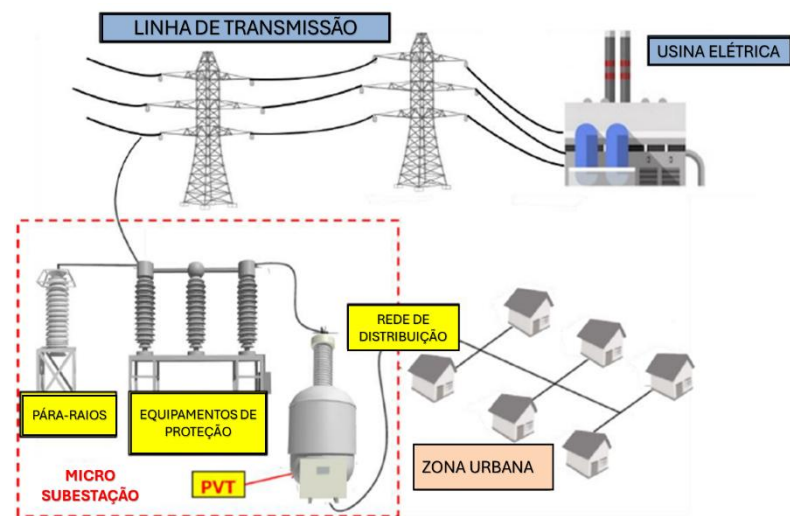 LINHA DE TRANSMISSÃO
USINA ELÉTRICA
REDE DE
DISTRIBUIÇÃO
PÁRA-RAIOS
EQUIPAMENTOS DE
PROTEÇÃO
MICRO
SUBESTAÇÃO
PVT
ZONA URBANA